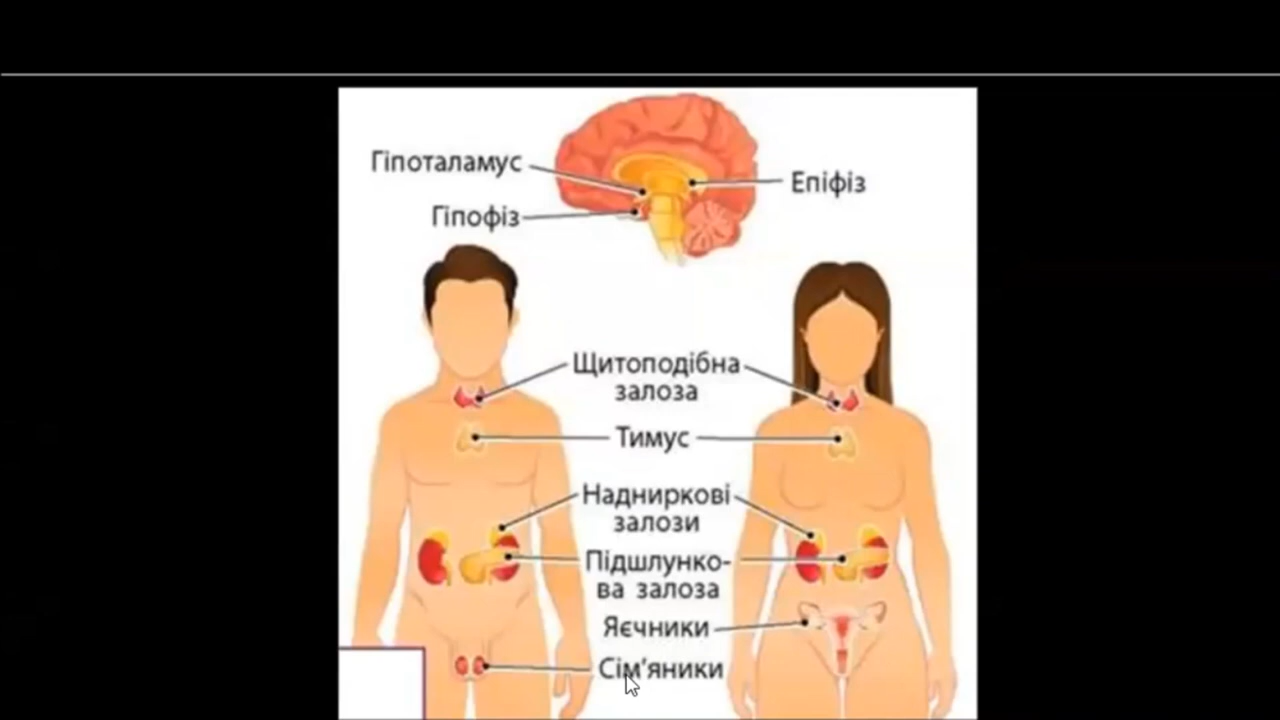 Гіпоталамус
Епіфіз
Гіпофіз
Щитоподібна
залоза
Тимус
Надниркові
залози
Підшлунко-
ва залоза
Яєчники
Сім'яники